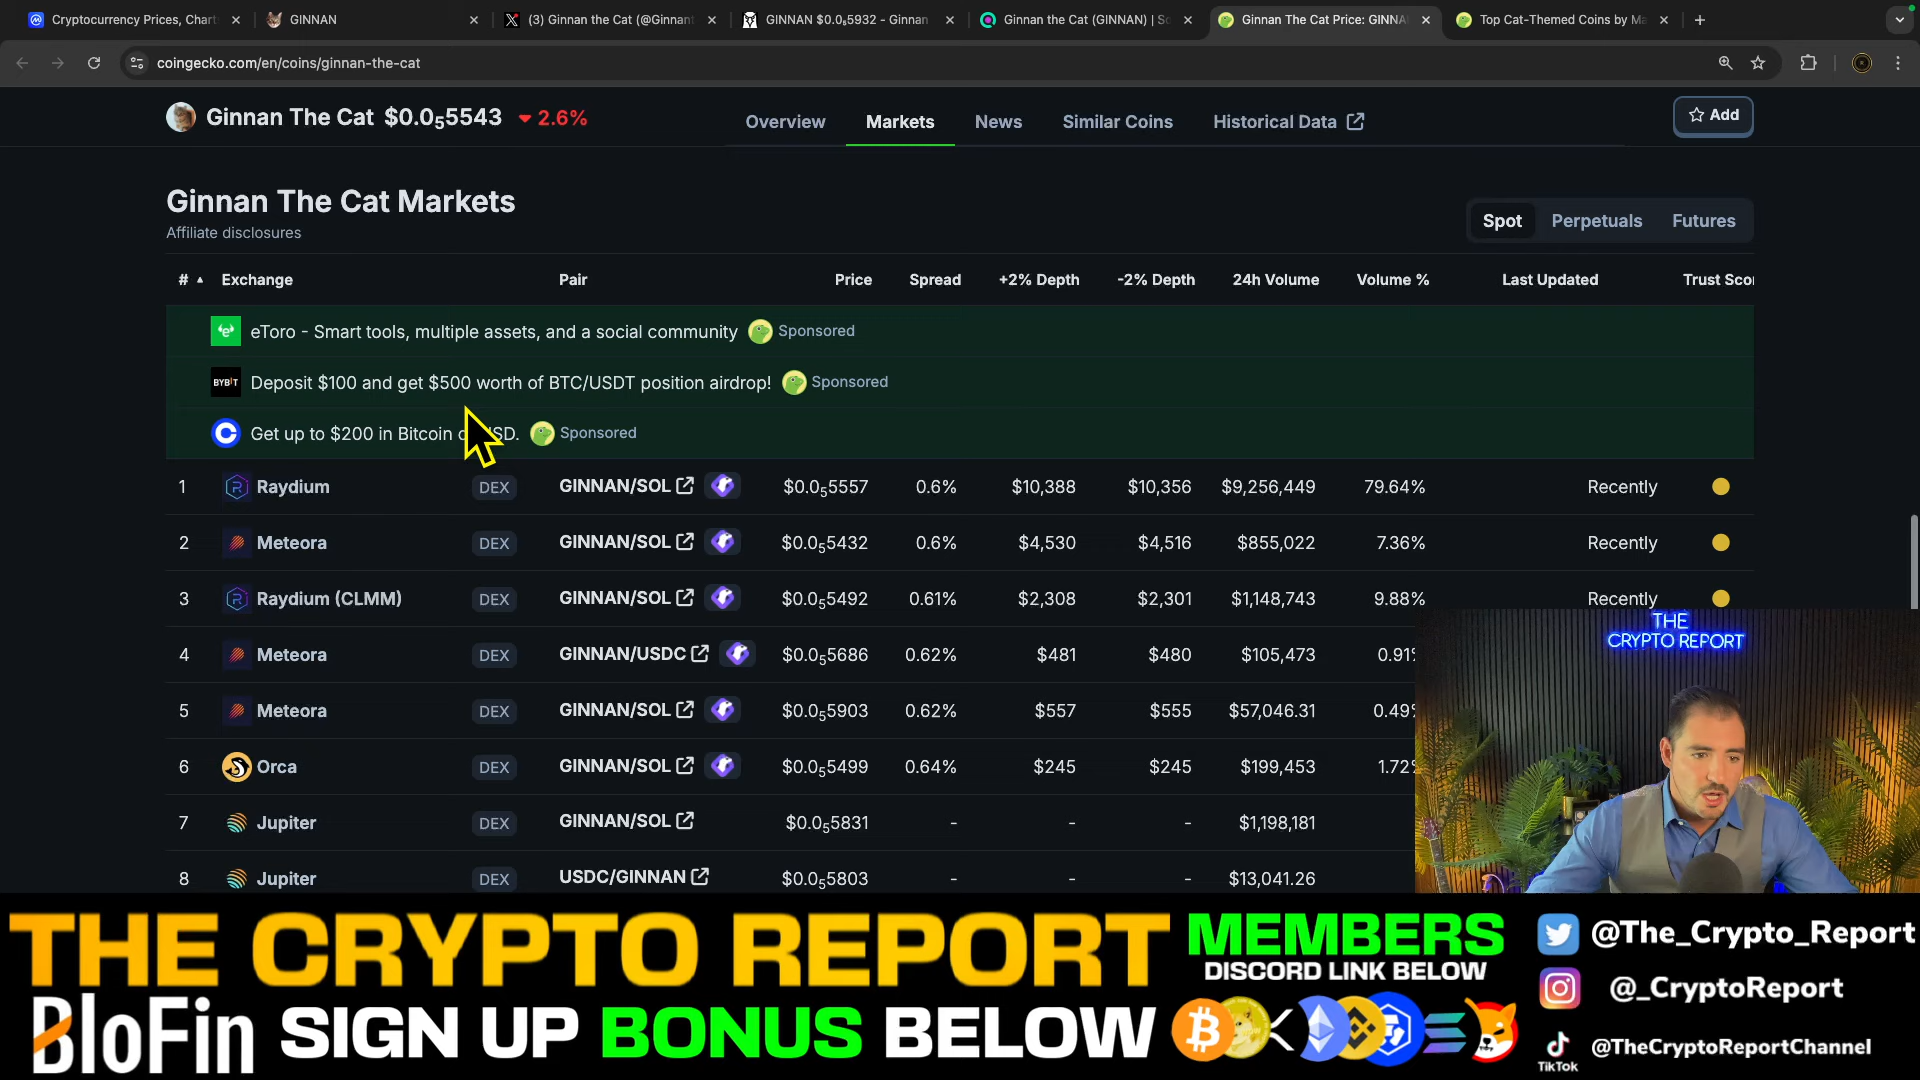 Cryptocurrency Prices, Chart
GINNAN
(3) Ginnan the Cat (@Ginnant
GINNAN $0.0₅5932 - Ginnan
Ginnan the Cat (GINNAN) | Sc
Ginnan The Cat Price: GINNA
Top Cat-Themed Coins by Ma
coingecko.com/en/coins/ginnan-the-cat
Ginnan The Cat $0.0₅5543 2.6%
Overview Markets News Similar Coins Historical Data
Add
Ginnan The Cat Markets
Affiliate disclosures
Spot Perpetuals Futures
# Exchange Pair Price Spread +2% Depth -2% Depth 24h Volume Volume % Last Updated Trust Scor
eToro - Smart tools, multiple assets, and a social community Sponsored
BYBIT Deposit $100 and get $500 worth of BTC/USDT position airdrop! Sponsored
Get up to $200 in Bitcoin SD. Sponsored
1 Raydium DEX GINNAN/SOL $0.0₅5557 0.6% $10,388 $10,356 $9,256,449 79.64% Recently
2 Meteora DEX GINNAN/SOL $0.0₅5432 0.6% $4,530 $4,516 $855,022 7.36% Recently
3 Raydium (CLMM) DEX GINNAN/SOL $0.0₅5492 0.61% $2,308 $2,301 $1,148,743 9.88% Recently
4 Meteora DEX GINNAN/USDC $0.0₅5686 0.62% $481 $480 $105,473 0.91%
5 Meteora DEX GINNAN/SOL $0.0₅5903 0.62% $557 $555 $57,046.31 0.49%
6 Orca DEX GINNAN/SOL $0.0₅5499 0.64% $245 $245 $199,453 1.72%
7 Jupiter DEX GINNAN/SOL $0.0₅5831 - - - $1,198,181
8 Jupiter DEX USDC/GINNAN $0.0₅5803 - - - $13,041.26
THE
CRYPTO REPORT
THE CRYPTO REPORT
BloFin SIGN UP BONUS BELOW
MEMBERS
DISCORD LINK BELOW
@The_Crypto_Report
@_CryptoReport
TikTok @TheCryptoReportChannel